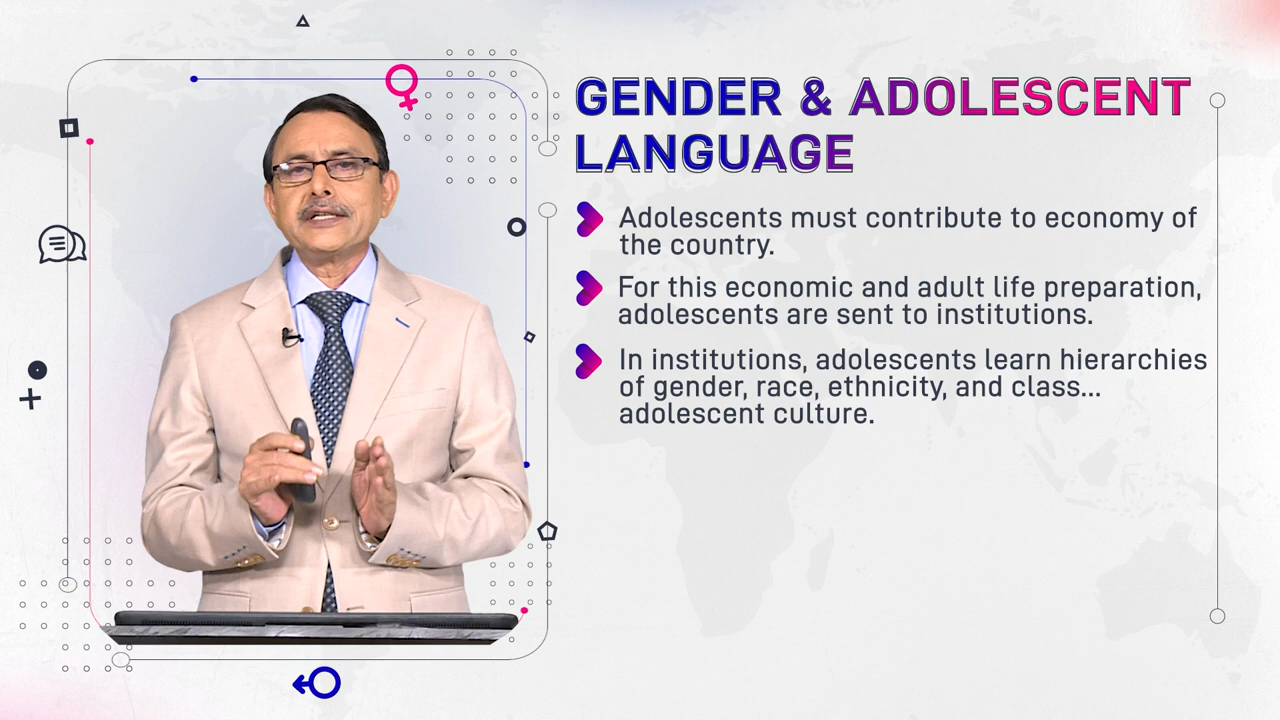 GENDER & ADOLESCENT
LANGUAGE
Adolescents must contribute to economy of
the country.
For this economic and adult life preparation,
adolescents are sent to institutions.
In institutions, adolescents learn hierarchies
of gender, race, ethnicity, and class...
adolescent culture.